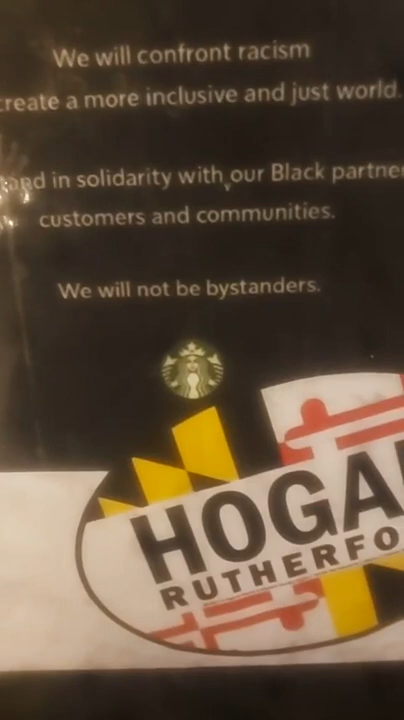 We will confront racism
create a more inclusive and just world.
and in solidarity with our Black partner
customers and communities.
We will not be bystanders.
HOGA
RUTHERFO